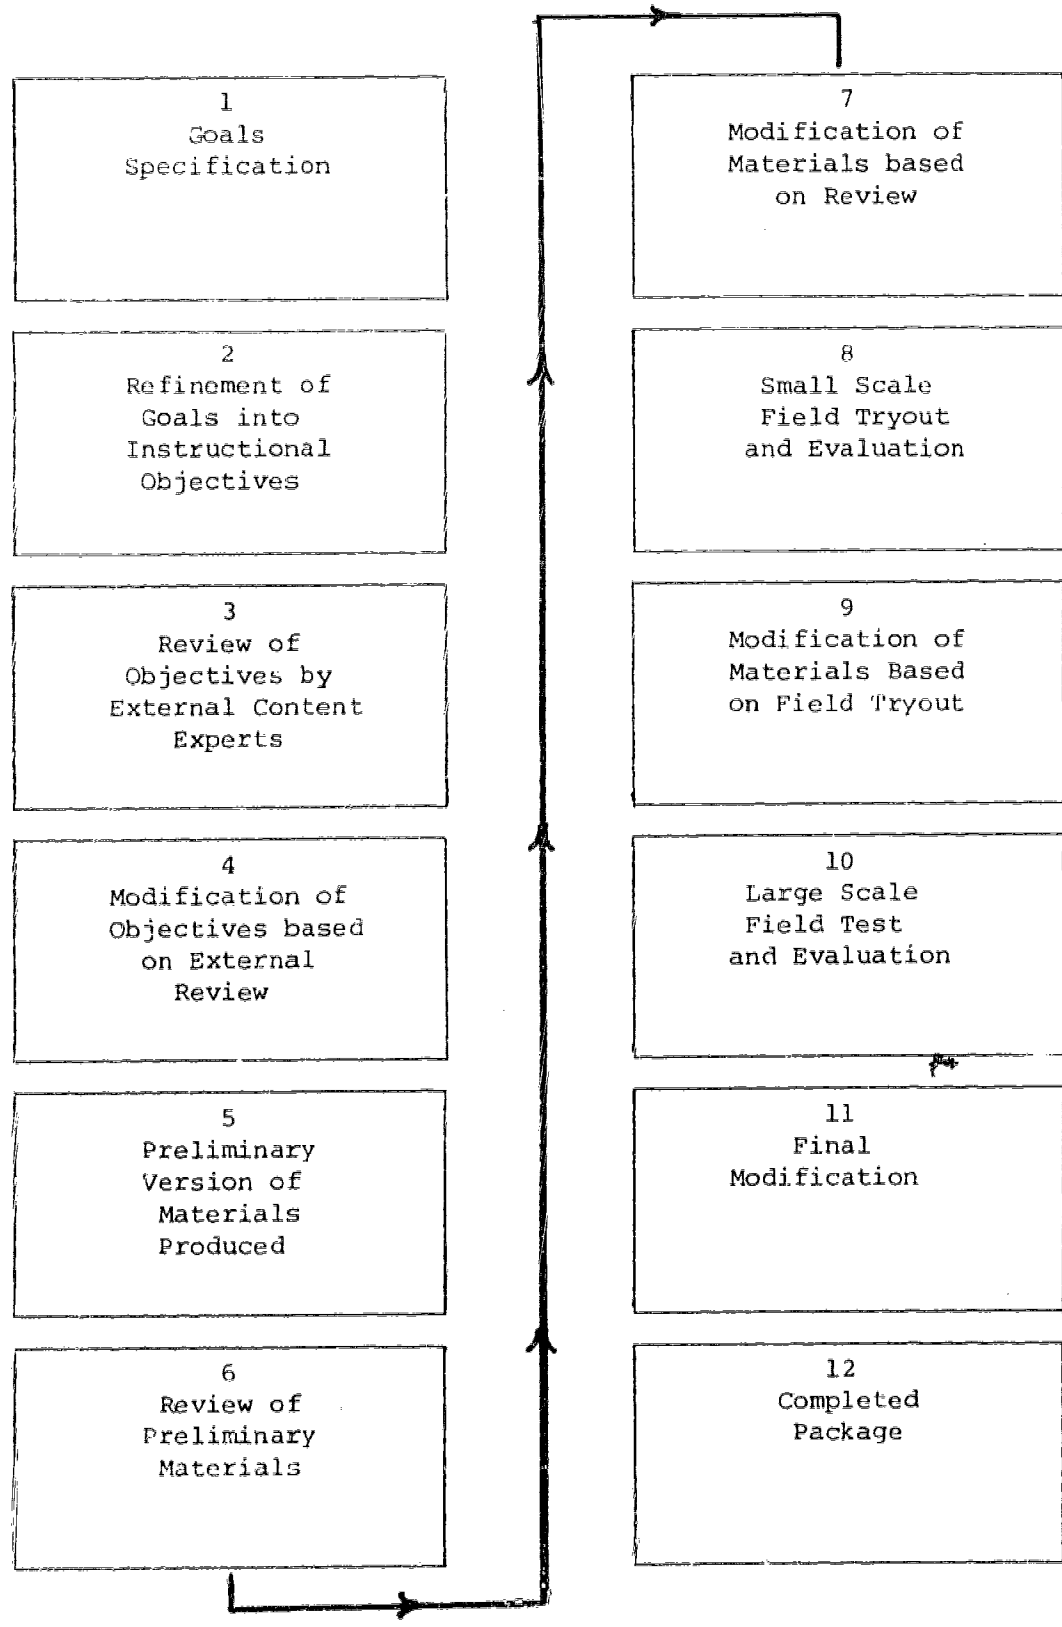 1
Goals
Specification
2
Refinement of
Goals into
Instructional
Objectives
3
Review of
Objectives by
External Content
Experts
4
Modification of
Objectives based
on External
Review
5
Preliminary
Version of
Materials
Produced
6
Review of
Preliminary
Materials
7
Modification of
Materials based
on Review
8
Small Scale
Field Tryout
and Evaluation
9
Modification of
Materials Based
on Field Tryout
10
Large Scale
Field Test
and Evaluation
11
Final
Modification
12
Completed
Package